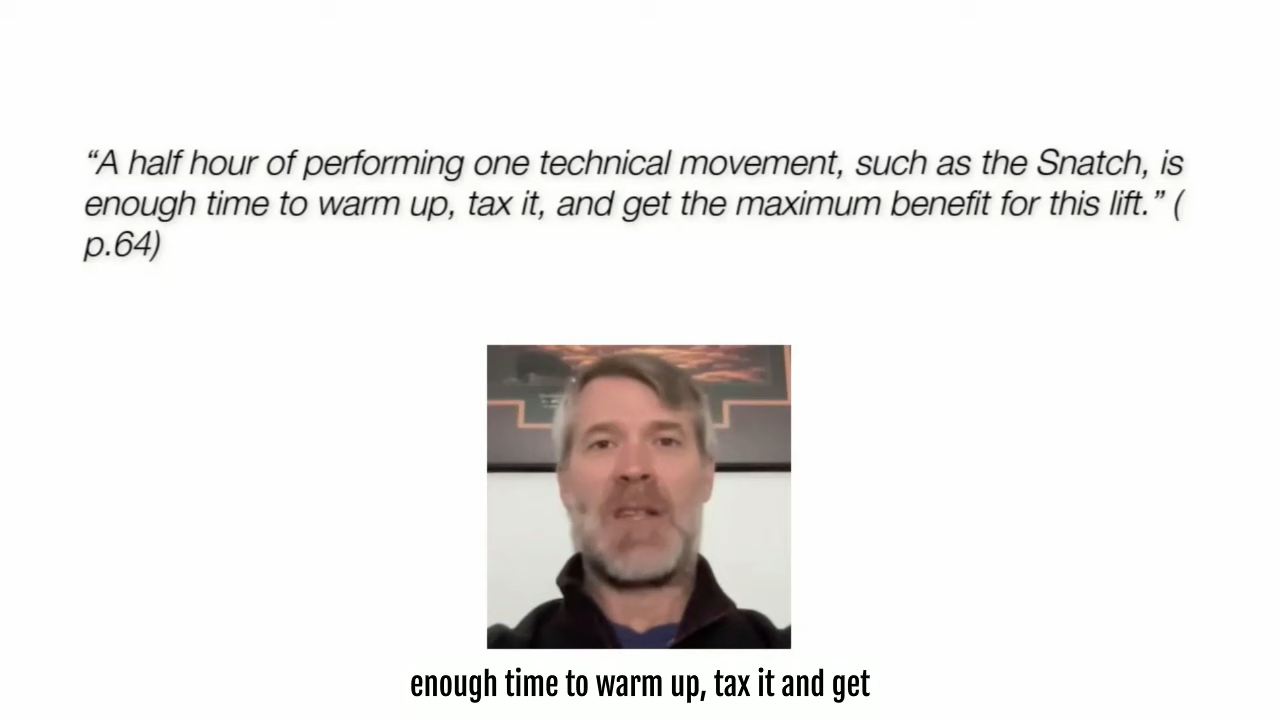 “A half hour of performing one technical movement, such as the Snatch, is
enough time to warm up, tax it, and get the maximum benefit for this lift.” (
p.64)
enough time to warm up, tax it and get